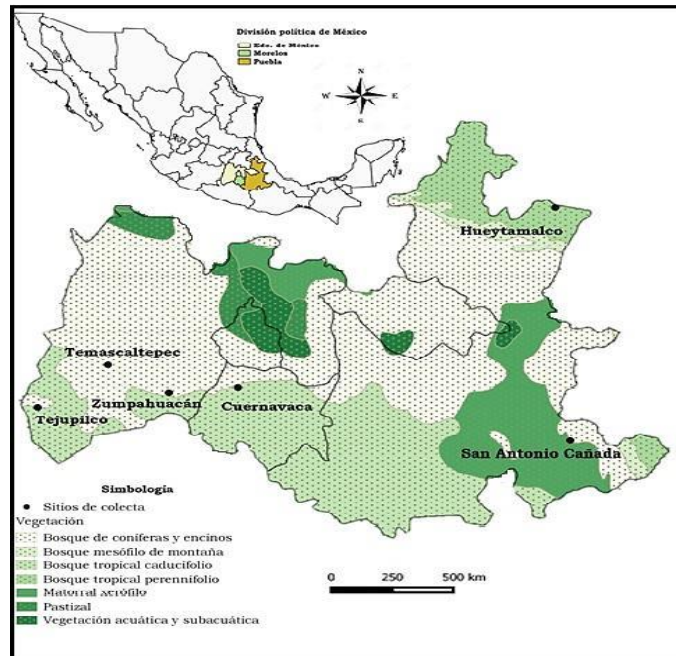 División política de México
Edo. de México
Morelos
Puebla
N
W E
Hueytamalco
Temascaltepec
Zumpahuacán
Cuernavaca
Tejupilco
San Antonio Cañada
Simbología
Sitios de colecta
Vegetación
Bosque de coníferas y encinos
Bosque mesófilo de montaña
Bosque tropical caducifolio
Bosque tropical perennifolio
Matorral xerófilo
Pastizal
Vegetación acuática y subacuática
0 250 500 km